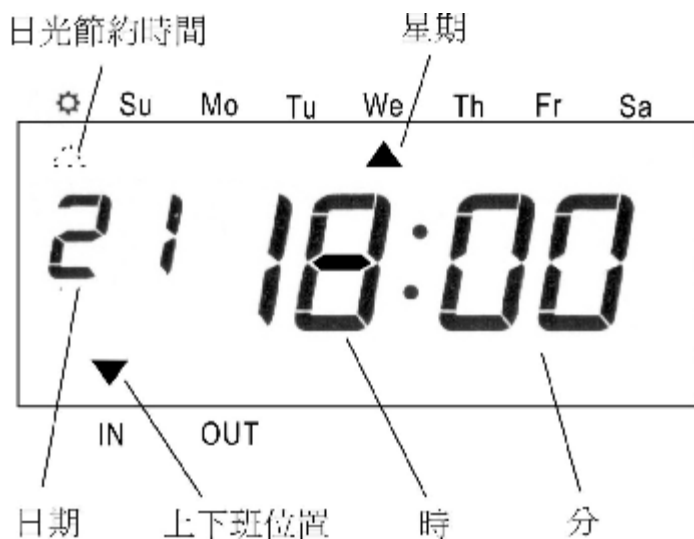 日光節約時間 星期
Su Mo Tu We Th Fr Sa
21 18:00
IN OUT
日期 上下班位置 時 分